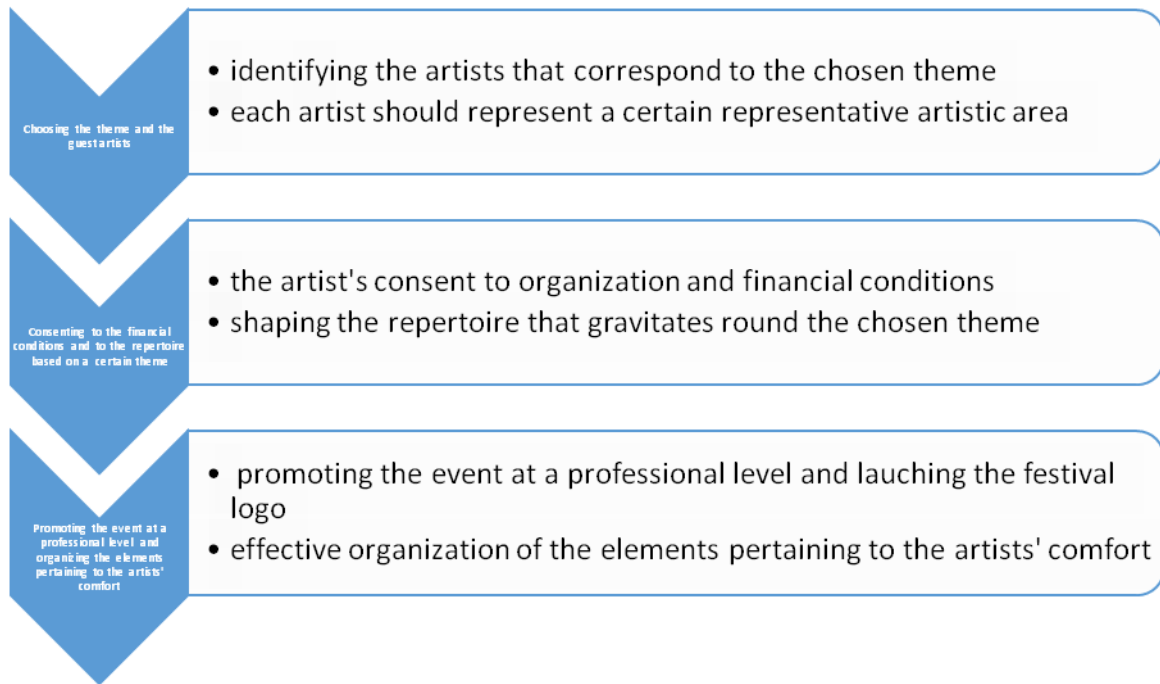 Choosing the theme and the
guest artists
• identifying the artists that correspond to the chosen theme
• each artist should represent a certain representative artistic area
Consenting to the financial
conditions and to the repertoire
based on a certain theme
• the artist's consent to organization and financial conditions
• shaping the repertoire that gravitates round the chosen theme
Promoting the event at a
professional level and
organizing the elements
pertaining to the artists'
comfort
• promoting the event at a professional level and lauching the festival
logo
• effective organization of the elements pertaining to the artists' comfort